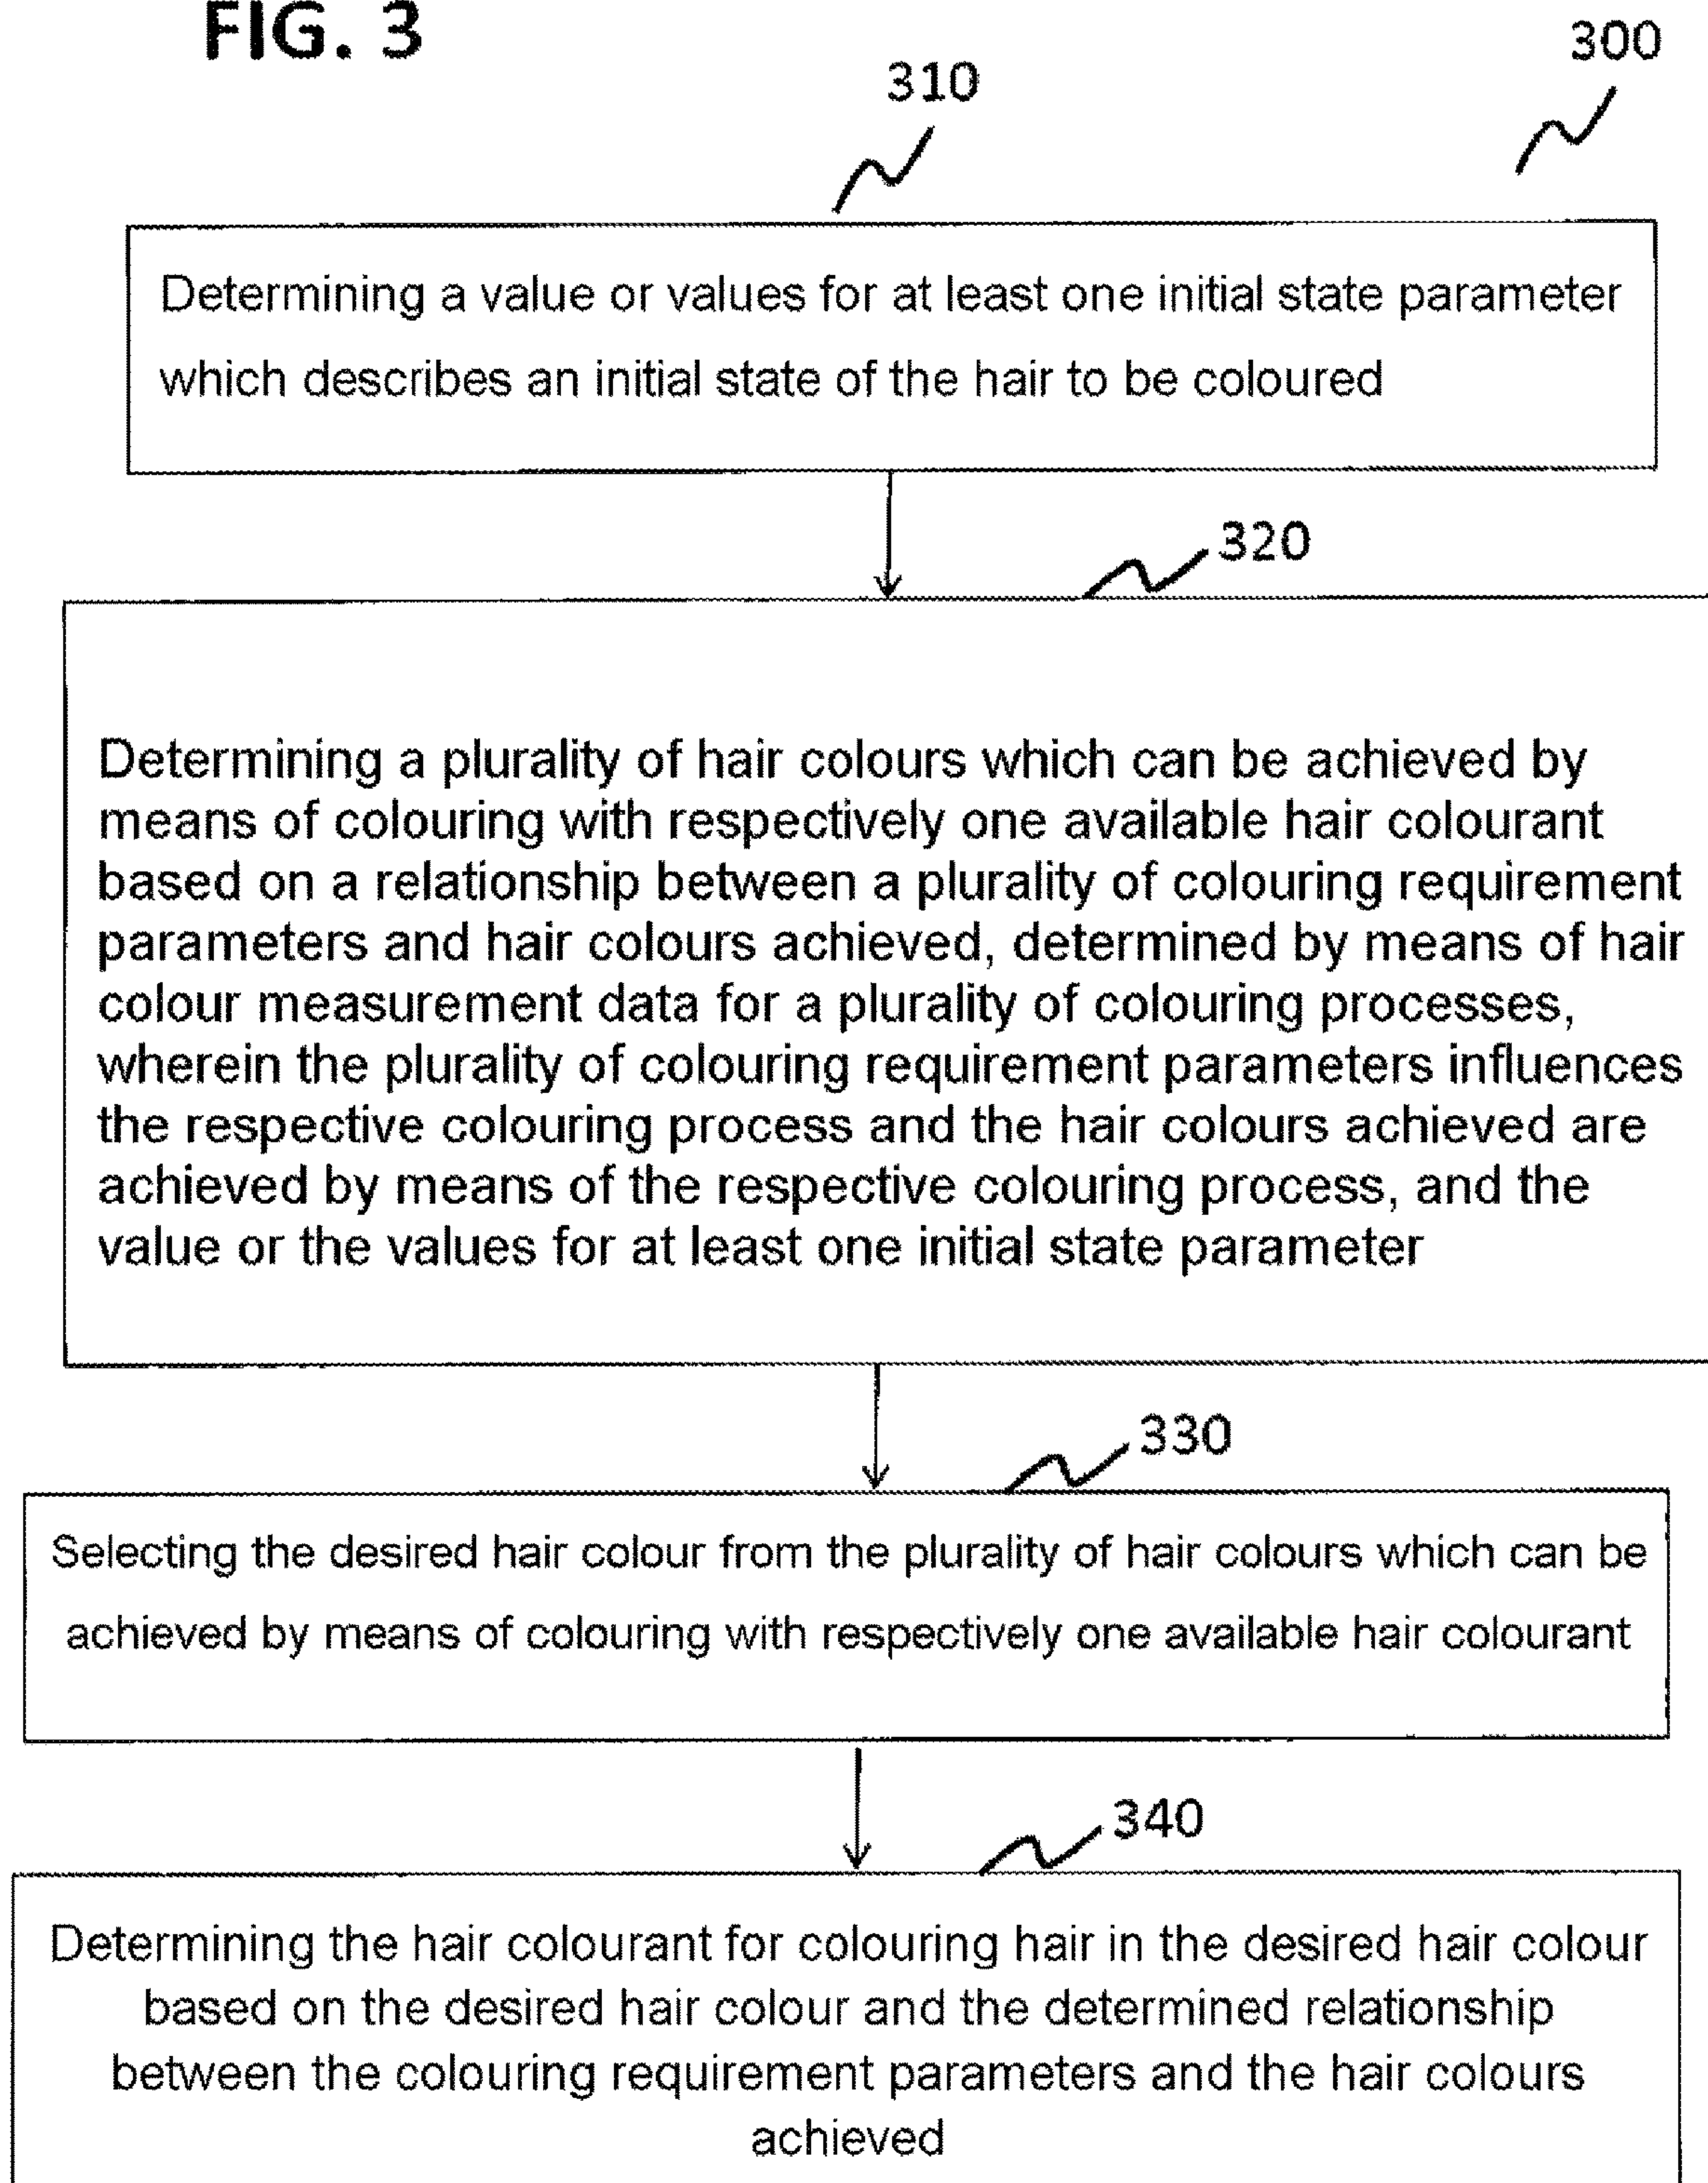 FIG. 3
300
310
Determining a value or values for at least one initial state parameter
which describes an initial state of the hair to be coloured
320
Determining a plurality of hair colours which can be achieved by
means of colouring with respectively one available hair colourant
based on a relationship between a plurality of colouring requirement
parameters and hair colours achieved, determined by means of hair
colour measurement data for a plurality of colouring processes,
wherein the plurality of colouring requirement parameters influences
the respective colouring process and the hair colours achieved are
achieved by means of the respective colouring process, and the
value or the values for at least one initial state parameter
330
Selecting the desired hair colour from the plurality of hair colours which can be
achieved by means of colouring with respectively one available hair colourant
340
Determining the hair colourant for colouring hair in the desired hair colour
based on the desired hair colour and the determined relationship
between the colouring requirement parameters and the hair colours
achieved